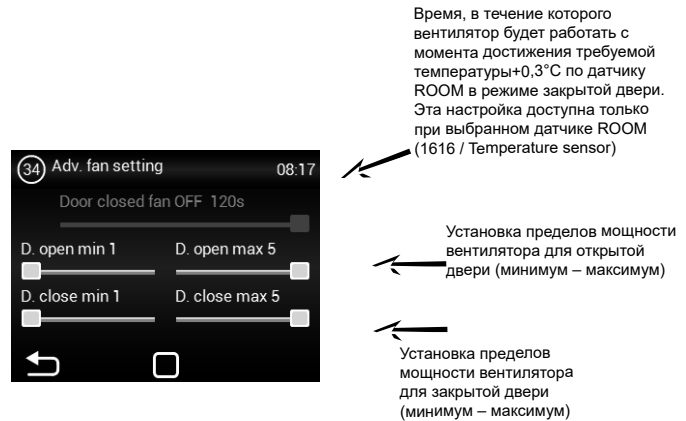 Время, в течение которого
вентилятор будет работать с
момента достижения требуемой
температуры+0,3°C по датчику
ROOM в режиме закрытой двери.
Эта настройка доступна только
при выбранном датчике ROOM
(1616 / Temperature sensor)
34 Adv. fan setting 08:17
Door closed fan OFF 120s
D. open min 1 D. open max 5
D. close min 1 D. close max 5
Установка пределов мощности
вентилятора для открытой
двери (минимум – максимум)
Установка пределов
мощности вентилятора
для закрытой двери
(минимум – максимум)